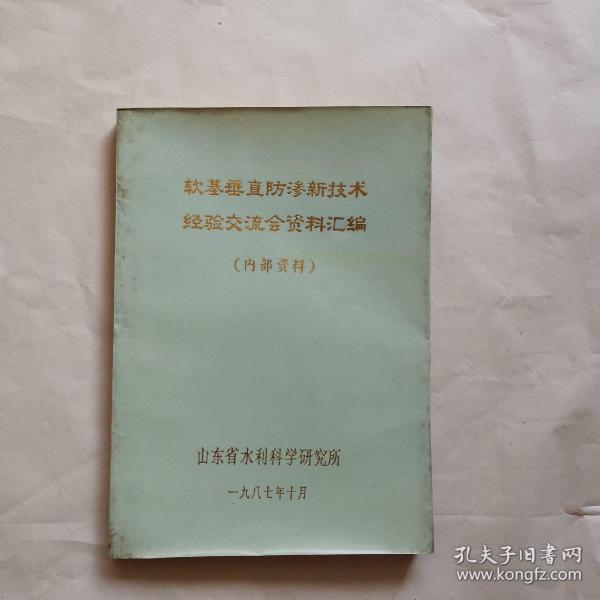 软基垂直防渗新技术
经验交流会资料汇编
（内部资料）
山东省水利科学研究所
一九八七年十月
孔夫子旧书网
www.kongfz.com